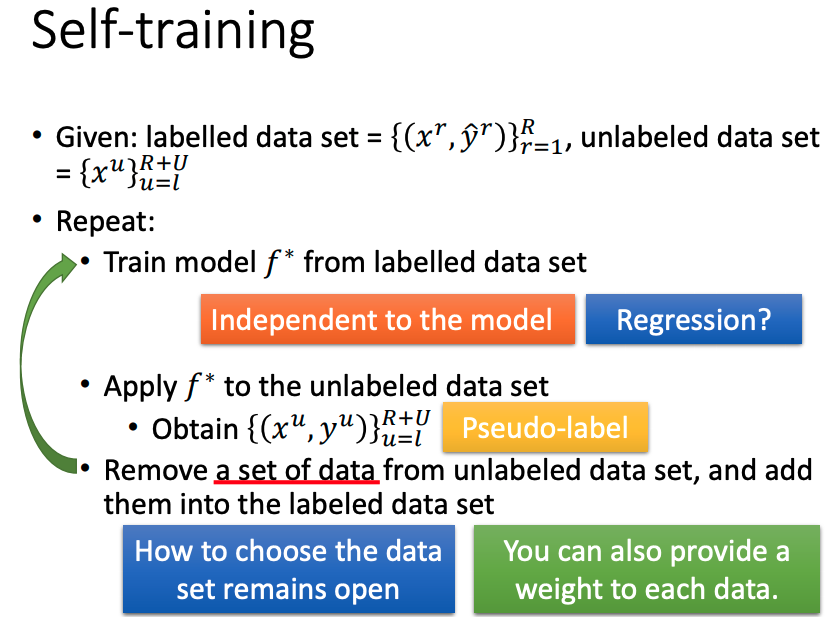 Self-training
• Given: labelled data set = {(x^r, ŷ^r)}_{r=1}^R, unlabeled data set
= {x^u}_{u=l}^{R+U}
• Repeat:
• Train model f* from labelled data set
Independent to the model
Regression?
• Apply f* to the unlabeled data set
• Obtain {(x^u, y^u)}_{u=l}^{R+U}
Pseudo-label
• Remove a set of data from unlabeled data set, and add
them into the labeled data set
How to choose the data
set remains open
You can also provide a
weight to each data.